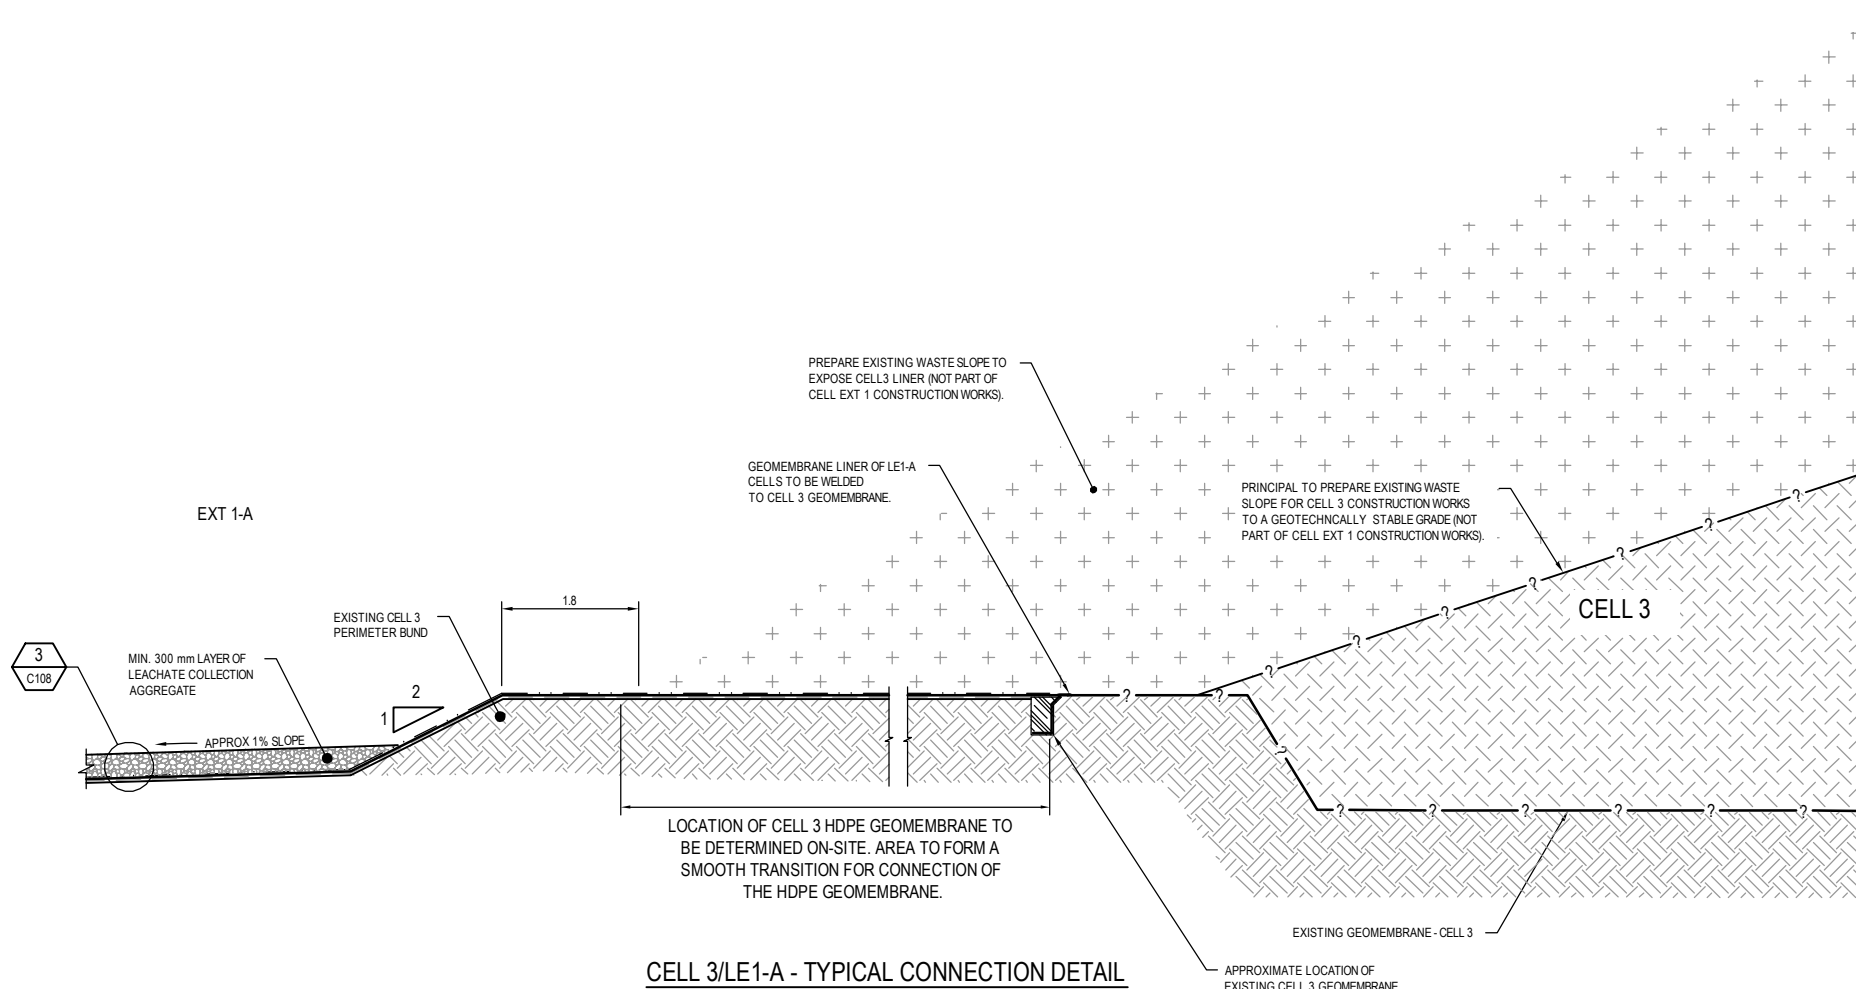 PREPARE EXISTING WASTE SLOPE TO
EXPOSE CELL3 LINER (NOT PART OF
CELL EXT 1 CONSTRUCTION WORKS).
GEOMEMBRANE LINER OF LE1-A
CELLS TO BE WELDED
TO CELL 3 GEOMEMBRANE.
PRINCIPAL TO PREPARE EXISTING WASTE
SLOPE FOR CELL 3 CONSTRUCTION WORKS
TO A GEOTECHNCALLY STABLE GRADE (NOT
PART OF CELL EXT 1 CONSTRUCTION WORKS).
EXT 1-A
CELL 3
1.8
EXISTING CELL 3
PERIMETER BUND
3
C108
MIN. 300 mm LAYER OF
LEACHATE COLLECTION
AGGREGATE
2
1
APPROX 1% SLOPE
? ? ? ? ? ? ?
? ?
?
? ? ? ? ? ?
LOCATION OF CELL 3 HDPE GEOMEMBRANE TO
BE DETERMINED ON-SITE. AREA TO FORM A
SMOOTH TRANSITION FOR CONNECTION OF
THE HDPE GEOMEMBRANE.
EXISTING GEOMEMBRANE - CELL 3
CELL 3/LE1-A - TYPICAL CONNECTION DETAIL
APPROXIMATE LOCATION OF
EXISTING CELL 3 GEOMEMBRANE